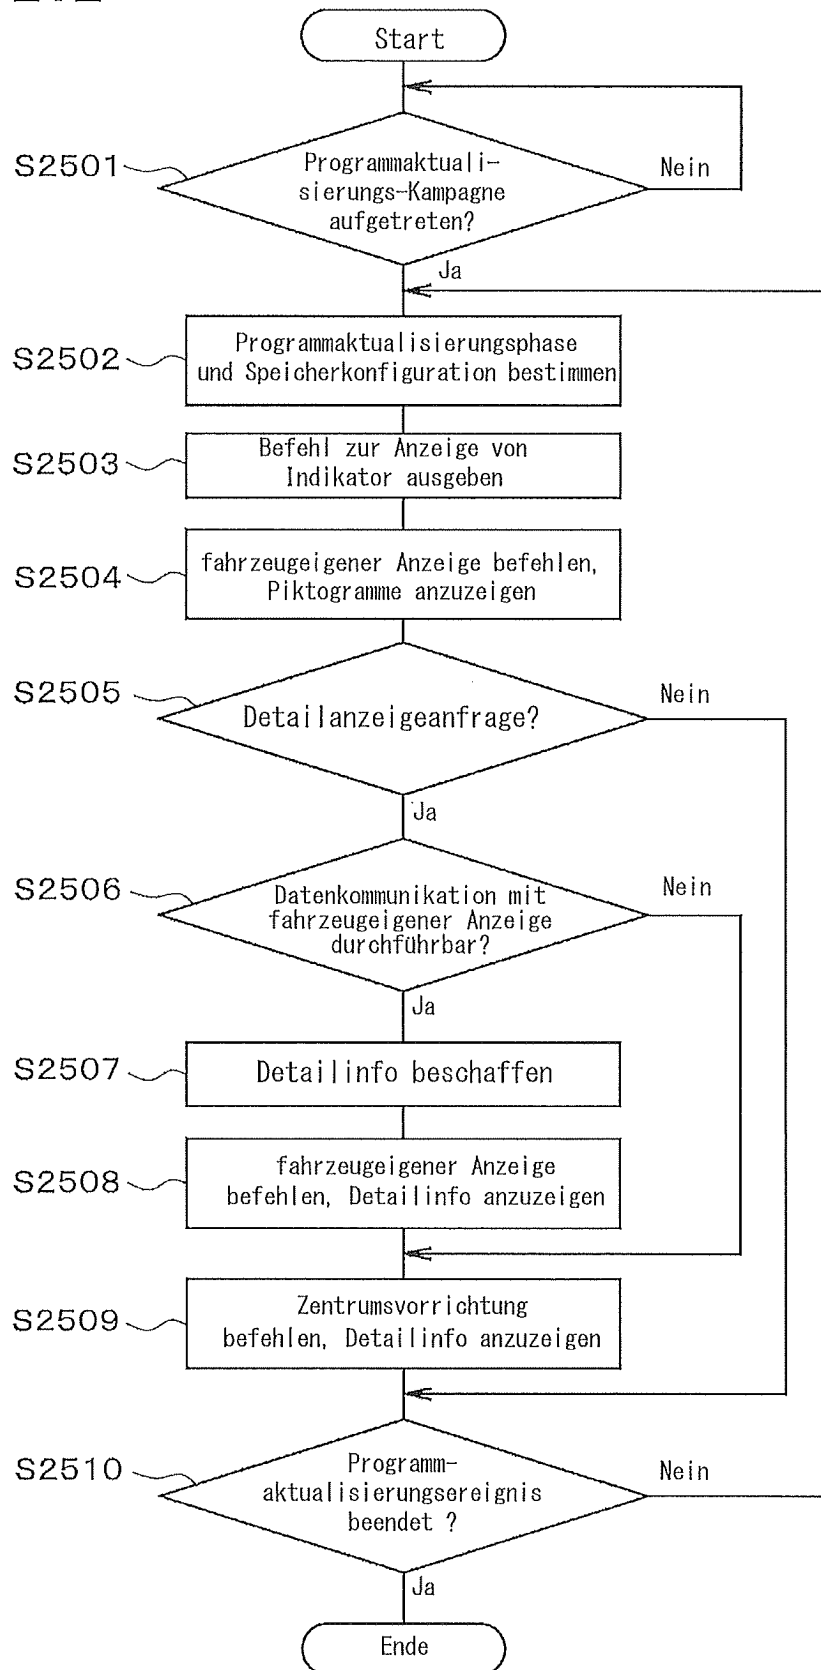 Start
S2501
Programmaktuali-
sierungs-Kampagne
aufgetreten?
Nein
Ja
S2502
Programmaktualisierungsphase
und Speicherkonfiguration bestimmen
S2503
Befehl zur Anzeige von
Indikator ausgeben
S2504
fahrzeugeigener Anzeige befehlen,
Piktogramme anzuzeigen
S2505
Detailanzeigeanfrage?
Nein
Ja
S2506
Datenkommunikation mit
fahrzeugeigener Anzeige
durchführbar?
Nein
Ja
S2507
Detailinfo beschaffen
S2508
fahrzeugeigener Anzeige
befehlen, Detailinfo anzuzeigen
S2509
Zentrumsvorrichtung
befehlen, Detailinfo anzuzeigen
S2510
Programm-
aktualisierungsereignis
beendet ?
Nein
Ja
Ende